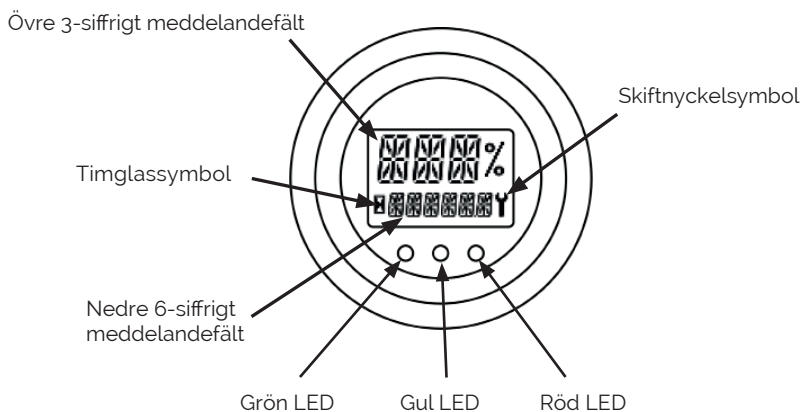 Övre 3-siffrigt meddelandefält
Skiftnyckelsymbol
%
Timglassymbol
Nedre 6-siffrigt
meddelandefält
Grön LED
Gul LED
Röd LED